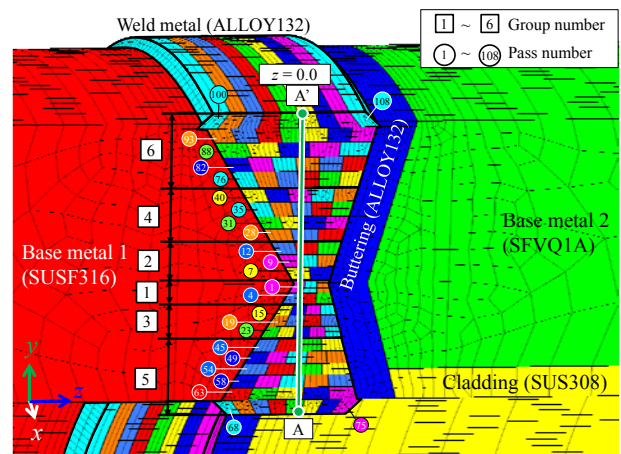 Weld metal (ALLOY132)
1 ~ 6 Group number
1 ~ 108 Pass number
z = 0.0
A'
100
108
93
88
82
76
6
40
35
31
28
4
12
9
7
2
1
4
1
15
19
23
3
45
49
54
58
63
5
68
75
A
Base metal 1
(SUSF316)
Buttering (ALLOY132)
Base metal 2
(SFVQ1A)
Cladding (SUS308)
y
z
x